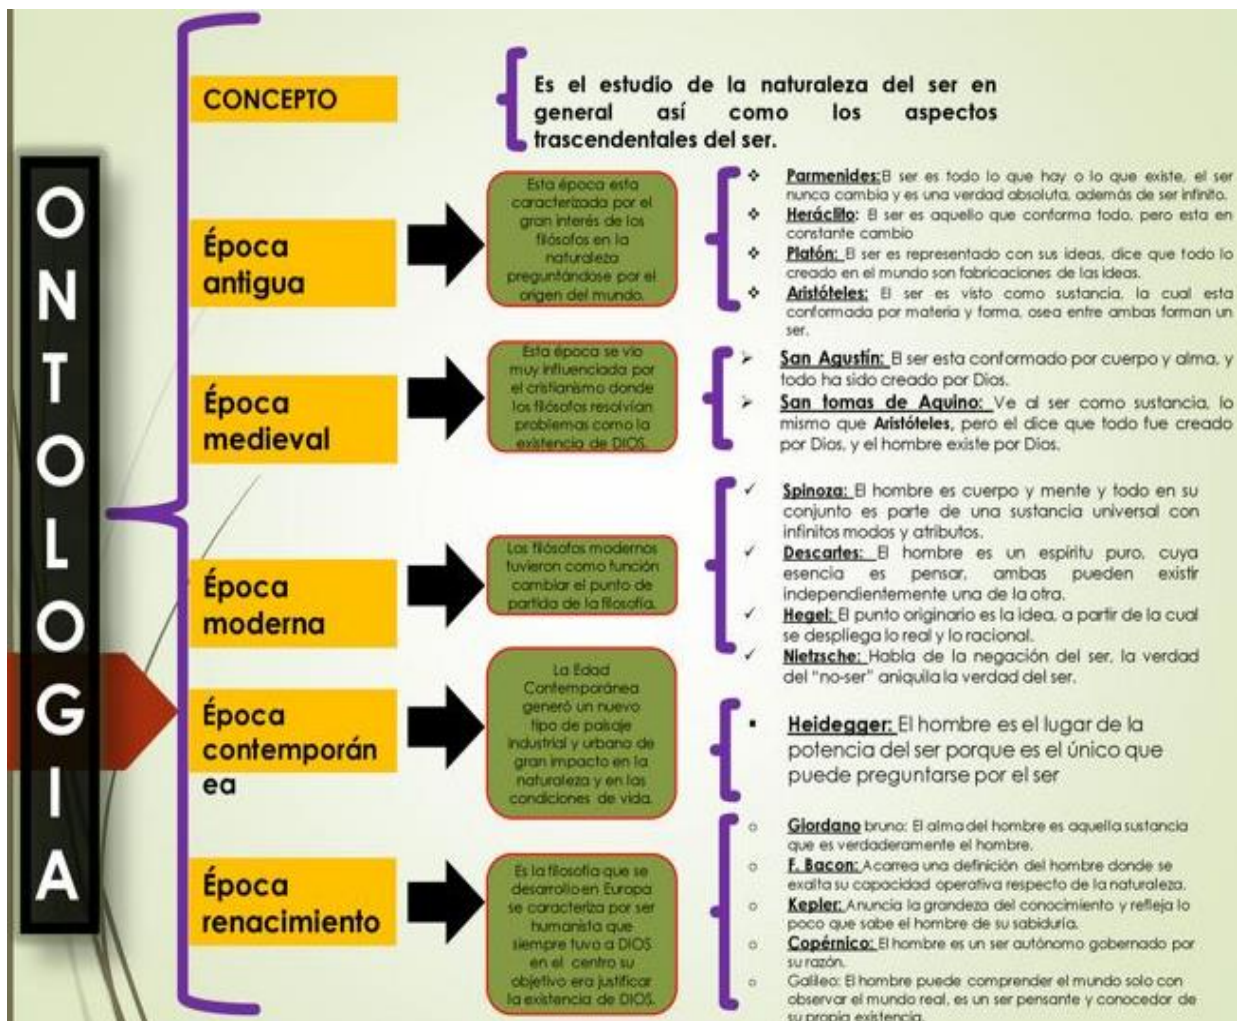 ONTOLOGIA
CONCEPTO
Es el estudio de la naturaleza del ser en
general así como los aspectos
trascendentales del ser.
Época
antigua
Esta época esta
caracterizada por el
gran interés de los
filósofos en la
naturaleza
preguntándose por el
origen del mundo.
❖ Parmenides:El ser es todo lo que hay o lo que existe, el ser
nunca cambia y es una verdad absoluta, además de ser infinito.
❖ Heráclito: El ser es aquello que conforma todo, pero esta en
constante cambio
❖ Platón: El ser es representado con sus ideas, dice que todo lo
creado en el mundo son fabricaciones de las ideas.
❖ Aristóteles: El ser es visto como sustancia, la cual esta
conformada por materia y forma, osea entre ambas forman un
ser.
Época
medieval
Esta época se vio
muy influenciada por
el cristianismo donde
los filósofos resolvían
problemas como la
existencia de DIOS.
➢ San Agustín: El ser esta conformado por cuerpo y alma, y
todo ha sido creado por Dios.
➢ San tomas de Aquino: Ve al ser como sustancia, lo
mismo que Aristóteles, pero el dice que todo fue creado
por Dios, y el hombre existe por Dios.
Época
moderna
Los filósofos modernos
tuvieron como función
cambiar el punto de
partida de la filosofía.
✓ Spinoza: El hombre es cuerpo y mente y todo en su
conjunto es parte de una sustancia universal con
infinitos modos y atributos.
✓ Descartes: El hombre es un espíritu puro, cuya
esencia es pensar, ambas pueden existir
independientemente una de la otra.
✓ Hegel: El punto originario es la idea, a partir de la cual
se despliega lo real y lo racional.
✓ Nietzsche: Habla de la negación del ser, la verdad
del "no-ser" aniquila la verdad del ser.
Época
contemporán
ea
La Edad
Contemporánea
generó un nuevo
tipo de paisaje
industrial y urbano de
gran impacto en la
naturaleza y en las
condiciones de vida.
▪ Heidegger: El hombre es el lugar de la
potencia del ser porque es el único que
puede preguntarse por el ser
Época
renacimiento
Es la filosofía que se
desarrollo en Europa
se caracteriza por ser
humanista que
siempre tuvo a DIOS
en el centro su
objetivo era justificar
la existencia de DIOS.
o Giordano bruno: El alma del hombre es aquella sustancia
que es verdaderamente el hombre.
o F. Bacon: Acarrea una definición del hombre donde se
exalta su capacidad operativa respecto de la naturaleza.
o Kepler: Anuncia la grandeza del conocimiento y refleja lo
poco que sabe el hombre de su sabiduría.
o Copérnico: El hombre es un ser autónomo gobernado por
su razón.
o Galileo: El hombre puede comprender el mundo solo con
observar el mundo real, es un ser pensante y conocedor de
su propia existencia.